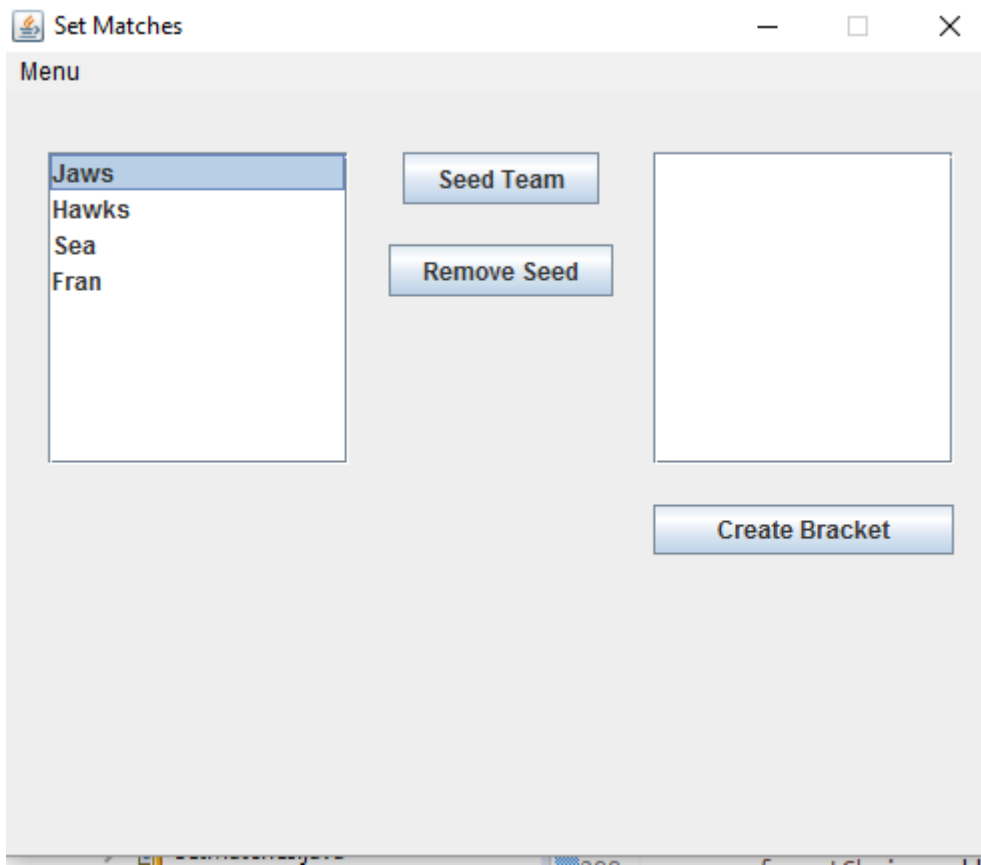 Set Matches
Menu
Jaws
Hawks
Sea
Fran
Seed Team
Remove Seed
Create Bracket